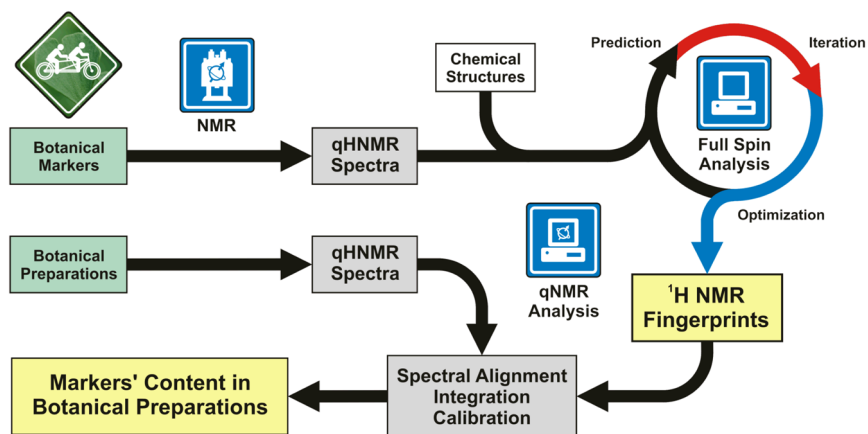 Chemical
Structures
Prediction
Iteration
NMR
Full Spin
Analysis
Botanical
Markers
qHNMR
Spectra
Optimization
Botanical
Preparations
qHNMR
Spectra
qNMR
Analysis
¹H NMR
Fingerprints
Markers' Content in
Botanical Preparations
Spectral Alignment
Integration
Calibration